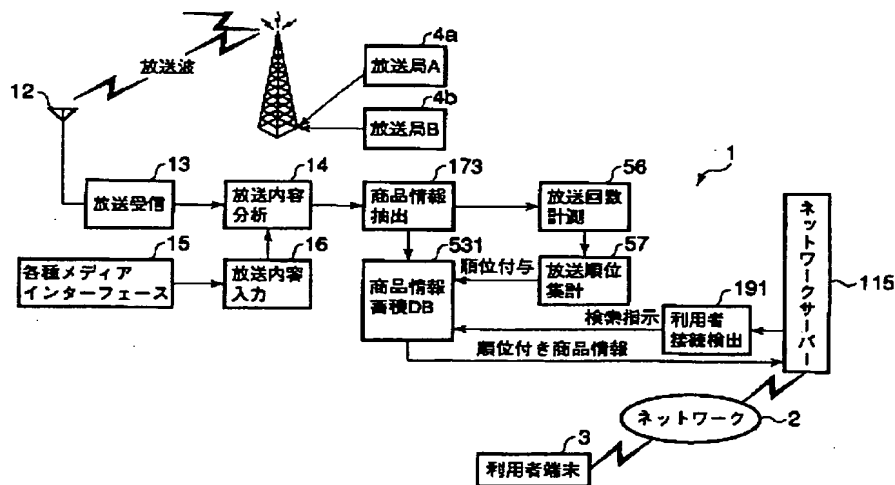 放送波
4a
放送局A
4b
放送局B
12
13
放送受信
14
放送内容
分析
173
商品情報
抽出
56
放送回数
計測
1
15
各種メディア
インターフェース
16
放送内容
入力
531
商品情報
蓄積DB
順位付与
57
放送順位
集計
検索指示
191
利用者
接続検出
順位付き商品情報
ネットワークサーバー
115
ネットワーク
2
3
利用者端末